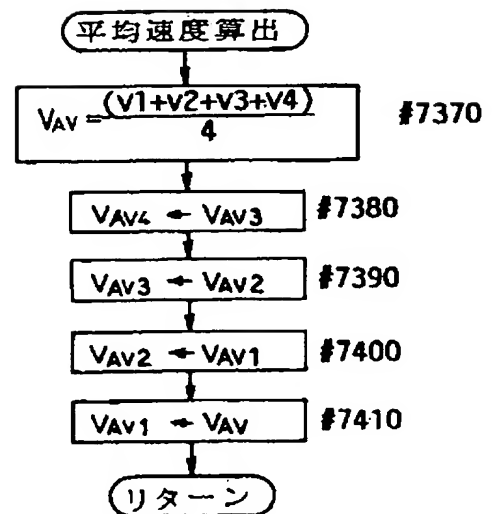 平均速度算出
VAV = (V1+V2+V3+V4) / 4 #7370
VAV4 ← VAV3 #7380
VAV3 ← VAV2 #7390
VAV2 ← VAV1 #7400
VAV1 ← VAV #7410
リターン